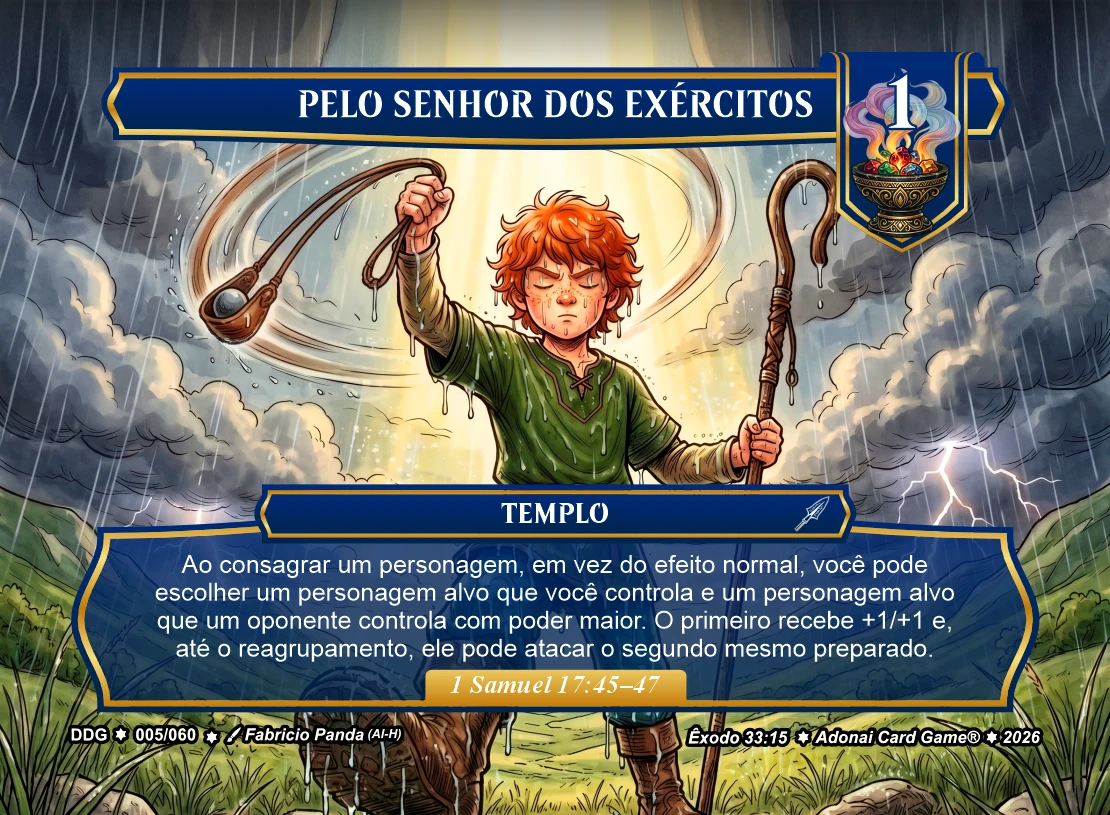 PELO SENHOR DOS EXÉRCITOS
1
TEMPLO
Ao consagrar um personagem, em vez do efeito normal, você pode
escolher um personagem alvo que você controla e um personagem alvo
que um oponente controla com poder maior. O primeiro recebe +1/+1 e,
até o reagrupamento, ele pode atacar o segundo mesmo preparado.
1 Samuel 17:45–47
DDG ✸ 005/060 ✸ Fabricio Panda (AI-H)
Êxodo 33:15 ✸ Adonai Card Game® ✸ 2026